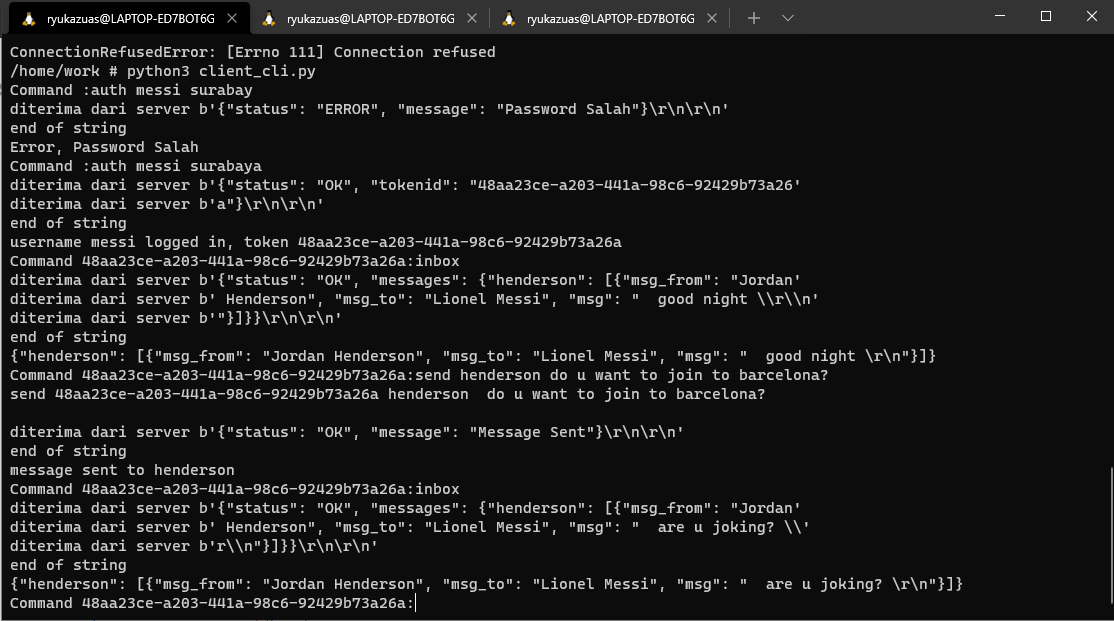 ryukazuas@LAPTOP-ED7BOT6G
ryukazuas@LAPTOP-ED7BOT6G
ryukazuas@LAPTOP-ED7BOT6G
ConnectionRefusedError: [Errno 111] Connection refused
/home/work # python3 client_cli.py
Command :auth messi surabay
diterima dari server b'{"status": "ERROR", "message": "Password Salah"}\r\n\r\n'
end of string
Error, Password Salah
Command :auth messi surabaya
diterima dari server b'{"status": "OK", "tokenid": "48aa23ce-a203-441a-98c6-92429b73a26'
diterima dari server b'a"}\r\n\r\n'
end of string
username messi logged in, token 48aa23ce-a203-441a-98c6-92429b73a26a
Command 48aa23ce-a203-441a-98c6-92429b73a26a:inbox
diterima dari server b'{"status": "OK", "messages": {"henderson": [{"msg_from": "Jordan'
diterima dari server b' Henderson", "msg_to": "Lionel Messi", "msg": "  good night \\r\\n'
diterima dari server b'"}]}}\r\n\r\n'
end of string
{"henderson": [{"msg_from": "Jordan Henderson", "msg_to": "Lionel Messi", "msg": "  good night \r\n"}]}
Command 48aa23ce-a203-441a-98c6-92429b73a26a:send henderson do u want to join to barcelona?
send 48aa23ce-a203-441a-98c6-92429b73a26a henderson  do u want to join to barcelona?
diterima dari server b'{"status": "OK", "message": "Message Sent"}\r\n\r\n'
end of string
message sent to henderson
Command 48aa23ce-a203-441a-98c6-92429b73a26a:inbox
diterima dari server b'{"status": "OK", "messages": {"henderson": [{"msg_from": "Jordan'
diterima dari server b' Henderson", "msg_to": "Lionel Messi", "msg": "  are u joking? \\'
diterima dari server b'r\\n"}]}}\r\n\r\n'
end of string
{"henderson": [{"msg_from": "Jordan Henderson", "msg_to": "Lionel Messi", "msg": "  are u joking? \r\n"}]}
Command 48aa23ce-a203-441a-98c6-92429b73a26a: